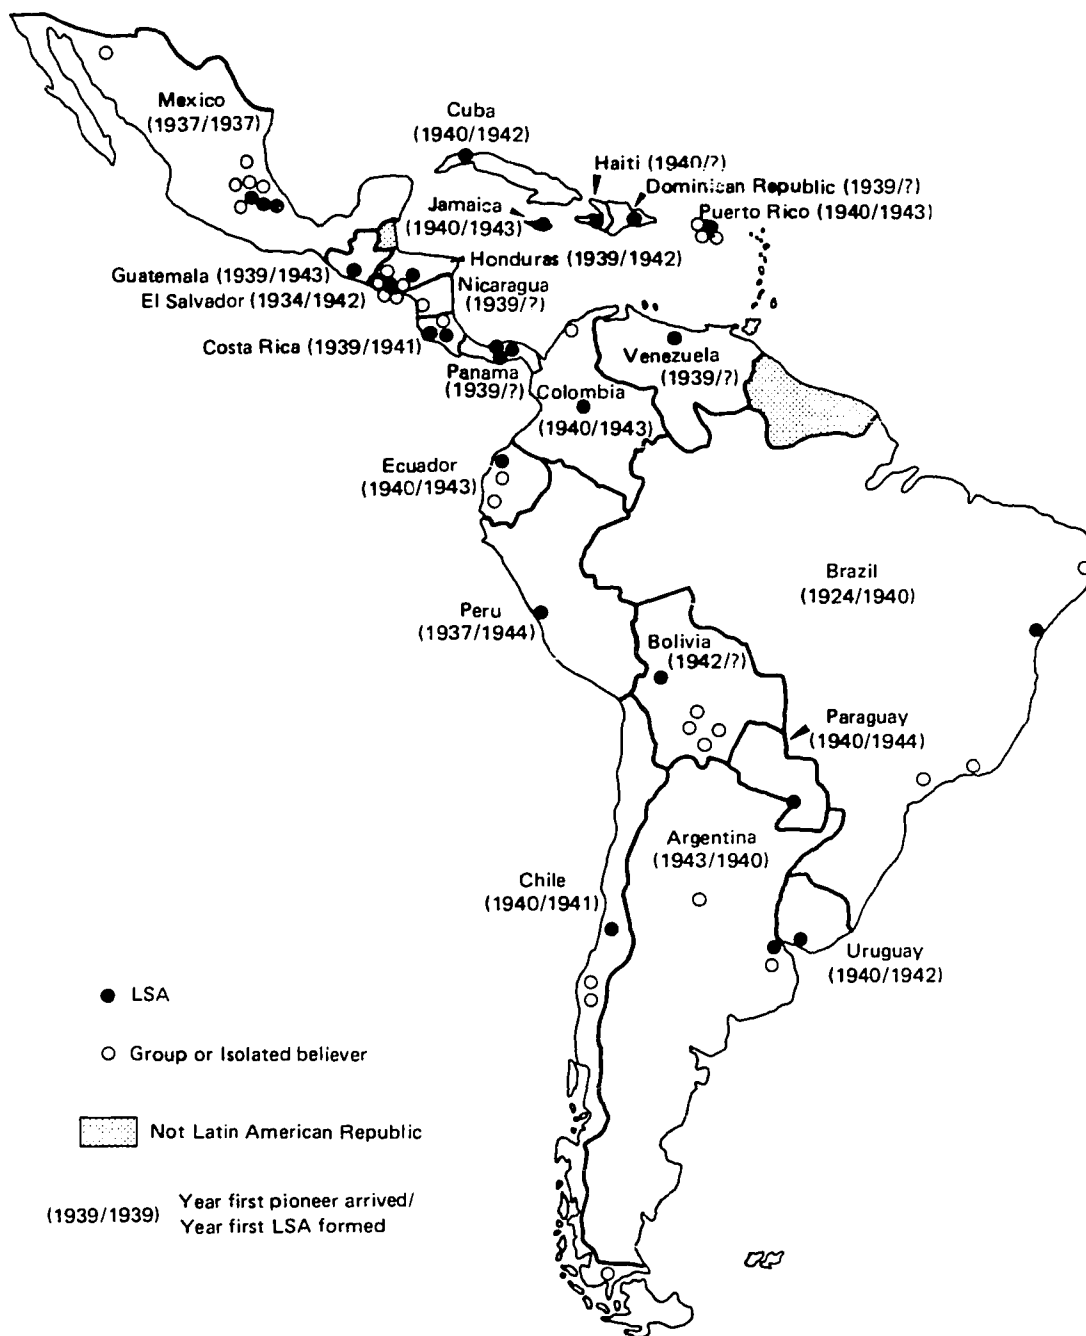 Mexico
(1937/1937)
Cuba
(1940/1942)
Haiti (1940/?)
Dominican Republic (1939/?)
Jamaica
(1940/1943)
Puerto Rico (1940/1943)
Honduras (1939/1942)
Guatemala (1939/1943)
El Salvador (1934/1942)
Nicaragua
(1939/?)
Costa Rica (1939/1941)
Panama
(1939/?)
Venezuela
(1939/?)
Colombia
(1940/1943)
Ecuador
(1940/1943)
Brazil
(1924/1940)
Peru
(1937/1944)
Bolivia
(1942/?)
Paraguay
(1940/1944)
Argentina
(1943/1940)
Chile
(1940/1941)
Uruguay
(1940/1942)
LSA
Group or Isolated believer
Not Latin American Republic
(1939/1939) Year first pioneer arrived/
Year first LSA formed